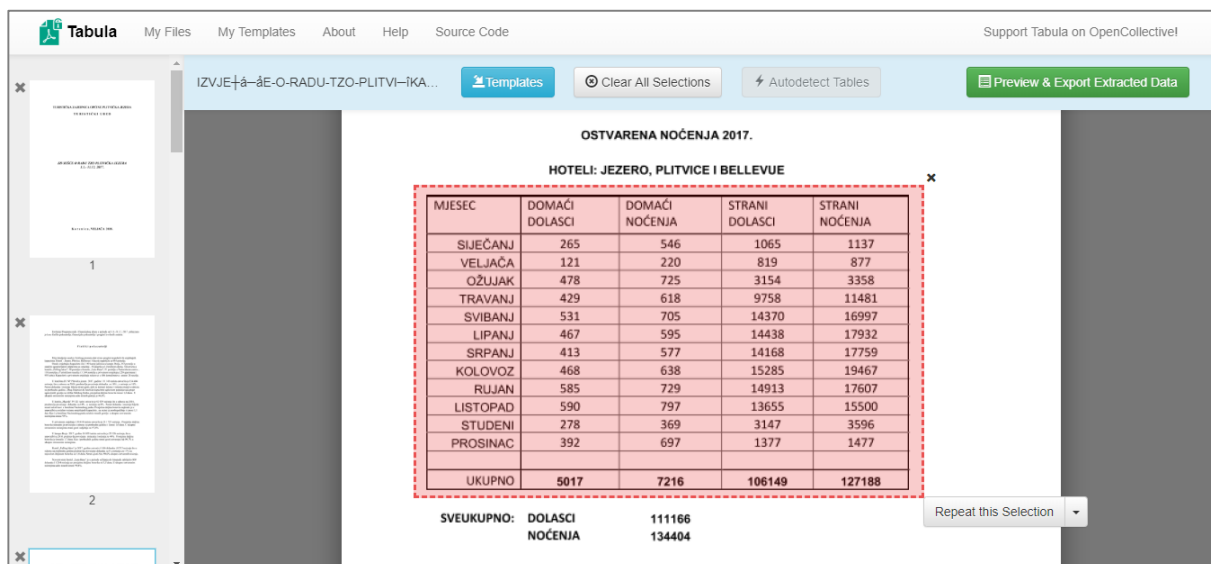 Tabula My Files My Templates About Help Source Code Support Tabula on OpenCollective!
IZVJE┼á─åE-O-RADU-TZO-PLITVI─îKA... Templates Clear All Selections Autodetect Tables Preview & Export Extracted Data
1
2
OSTVARENA NOĆENJA 2017.
HOTELI: JEZERO, PLITVICE I BELLEVUE
MJESEC DOMAĆI DOLASCI DOMAĆI NOĆENJA STRANI DOLASCI STRANI NOĆENJA
SIJEČANJ 265 546 1065 1137
VELJAČA 121 220 819 877
OŽUJAK 478 725 3154 3358
TRAVANJ 429 618 9758 11481
SVIBANJ 531 705 14370 16997
LIPANJ 467 595 14438 17932
SRPANJ 413 577 14168 17759
KOLOVOZ 468 638 15285 19467
RUJAN 585 729 14913 17607
LISTOPAD 590 797 13655 15500
STUDENI 278 369 3147 3596
PROSINAC 392 697 1377 1477
UKUPNO 5017 7216 106149 127188
Repeat this Selection
SVEUKUPNO: DOLASCI 111166
NOĆENJA 134404